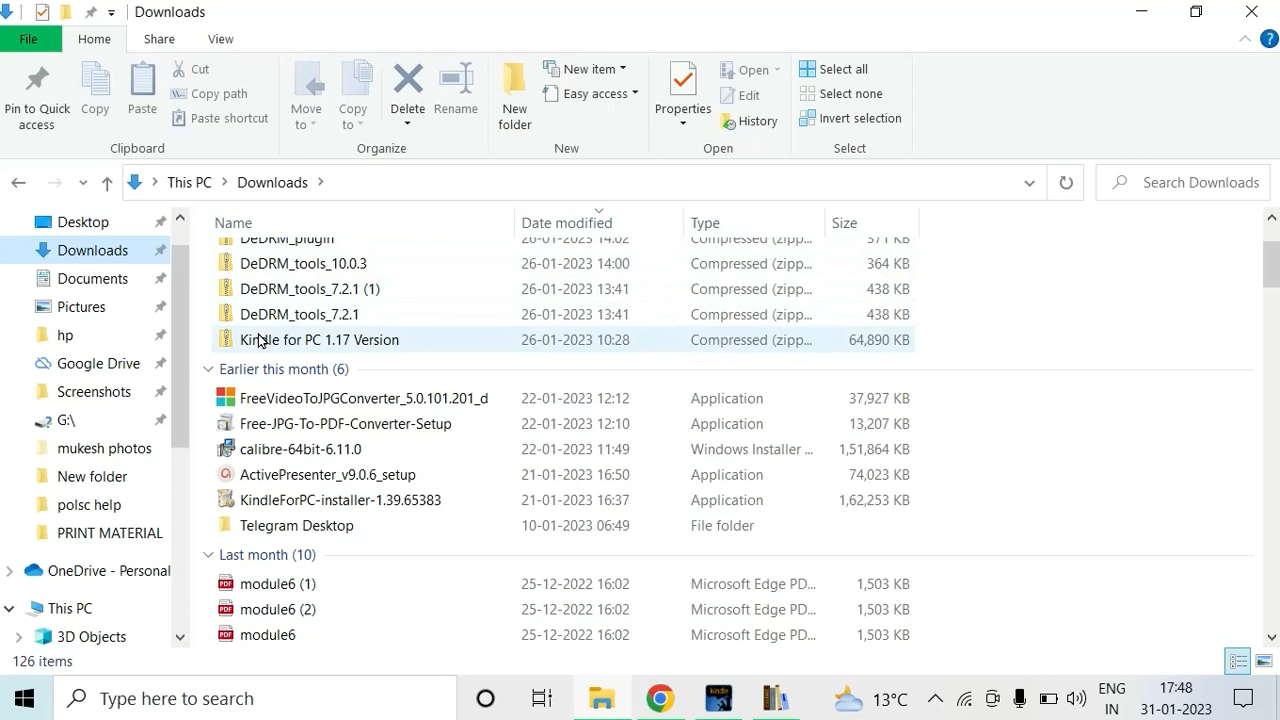 Downloads
File
Home
Share
View
Pin to Quick
access
Copy
Paste
Cut
Copy path
Paste shortcut
Clipboard
Move
to
Copy
to
Delete
Rename
Organize
New
folder
New item
Easy access
New
Properties
Open
Edit
History
Open
Select all
Select none
Invert selection
Select
This PC
Downloads
Search Downloads
Desktop
Downloads
Documents
Pictures
hp
Google Drive
Screenshots
G:\
mukesh photos
New folder
polsc help
PRINT MATERIAL
OneDrive - Personal
This PC
3D Objects
Name Date modified Type Size
DeDRM_plugin 26-01-2023 14:02 Compressed (zipp... 371 KB
DeDRM_tools_10.0.3 26-01-2023 14:00 Compressed (zipp... 364 KB
DeDRM_tools_7.2.1 (1) 26-01-2023 13:41 Compressed (zipp... 438 KB
DeDRM_tools_7.2.1 26-01-2023 13:41 Compressed (zipp... 438 KB
Kindle for PC 1.17 Version 26-01-2023 10:28 Compressed (zipp... 64,890 KB
Earlier this month (6)
FreeVideoToJPGConverter_5.0.101.201_d 22-01-2023 12:12 Application 37,927 KB
Free-JPG-To-PDF-Converter-Setup 22-01-2023 12:10 Application 13,207 KB
calibre-64bit-6.11.0 22-01-2023 11:49 Windows Installer ... 1,51,864 KB
ActivePresenter_v9.0.6_setup 21-01-2023 16:50 Application 74,023 KB
KindleForPC-installer-1.39.65383 21-01-2023 16:37 Application 1,62,253 KB
Telegram Desktop 10-01-2023 06:49 File folder
Last month (10)
module6 (1) 25-12-2022 16:02 Microsoft Edge PD... 1,503 KB
module6 (2) 25-12-2022 16:02 Microsoft Edge PD... 1,503 KB
module6 25-12-2022 16:02 Microsoft Edge PD... 1,503 KB
126 items
Type here to search
kindle
13°C
ENG
IN
17:48
31-01-2023